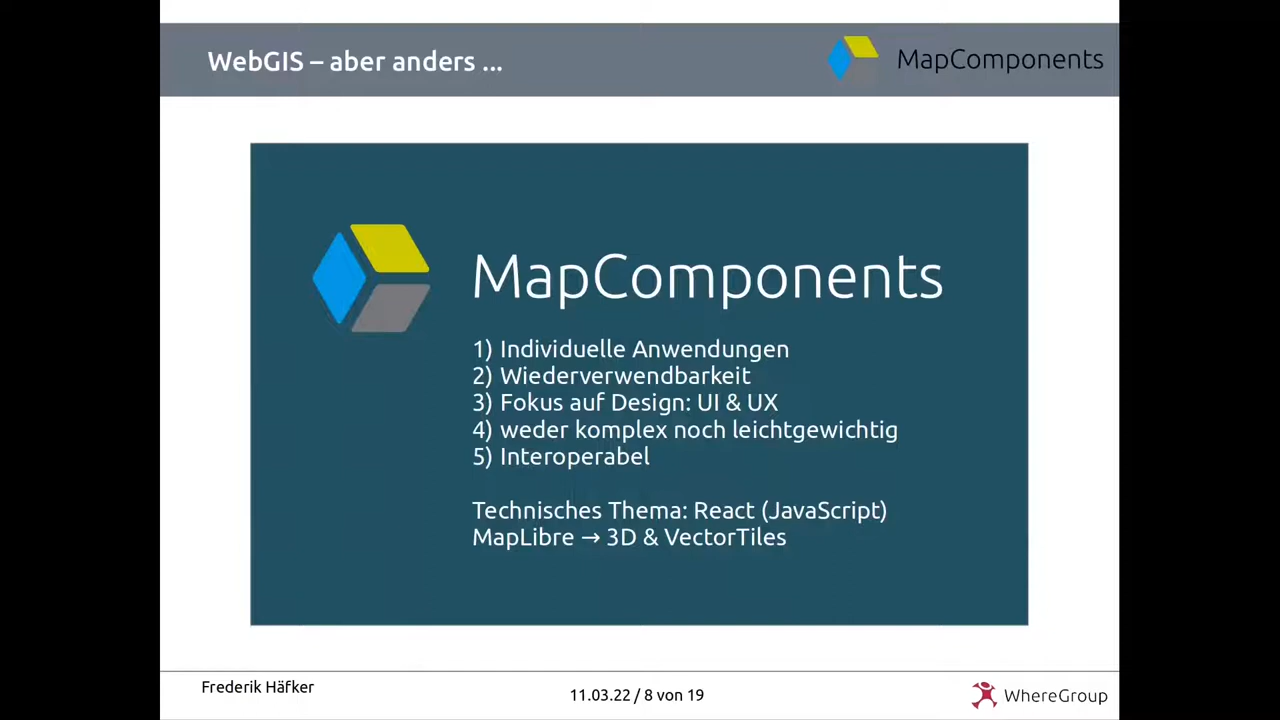 WebGIS – aber anders ...
MapComponents
MapComponents
1) Individuelle Anwendungen
2) Wiederverwendbarkeit
3) Fokus auf Design: UI & UX
4) weder komplex noch leichtgewichtig
5) Interoperabel
Technisches Thema: React (JavaScript)
MapLibre → 3D & VectorTiles
Frederik Häfker
11.03.22 / 8 von 19
WhereGroup